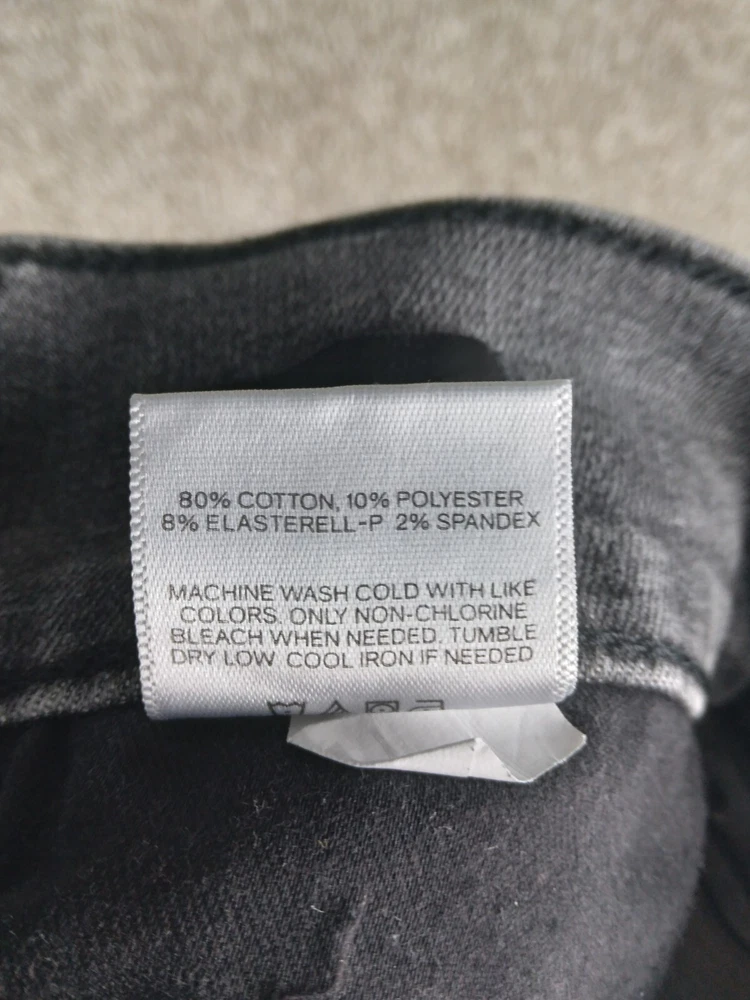 80% COTTON, 10% POLYESTER
8% ELASTERELL-P 2% SPANDEX
MACHINE WASH COLD WITH LIKE
COLORS. ONLY NON-CHLORINE
BLEACH WHEN NEEDED. TUMBLE
DRY LOW COOL IRON IF NEEDED